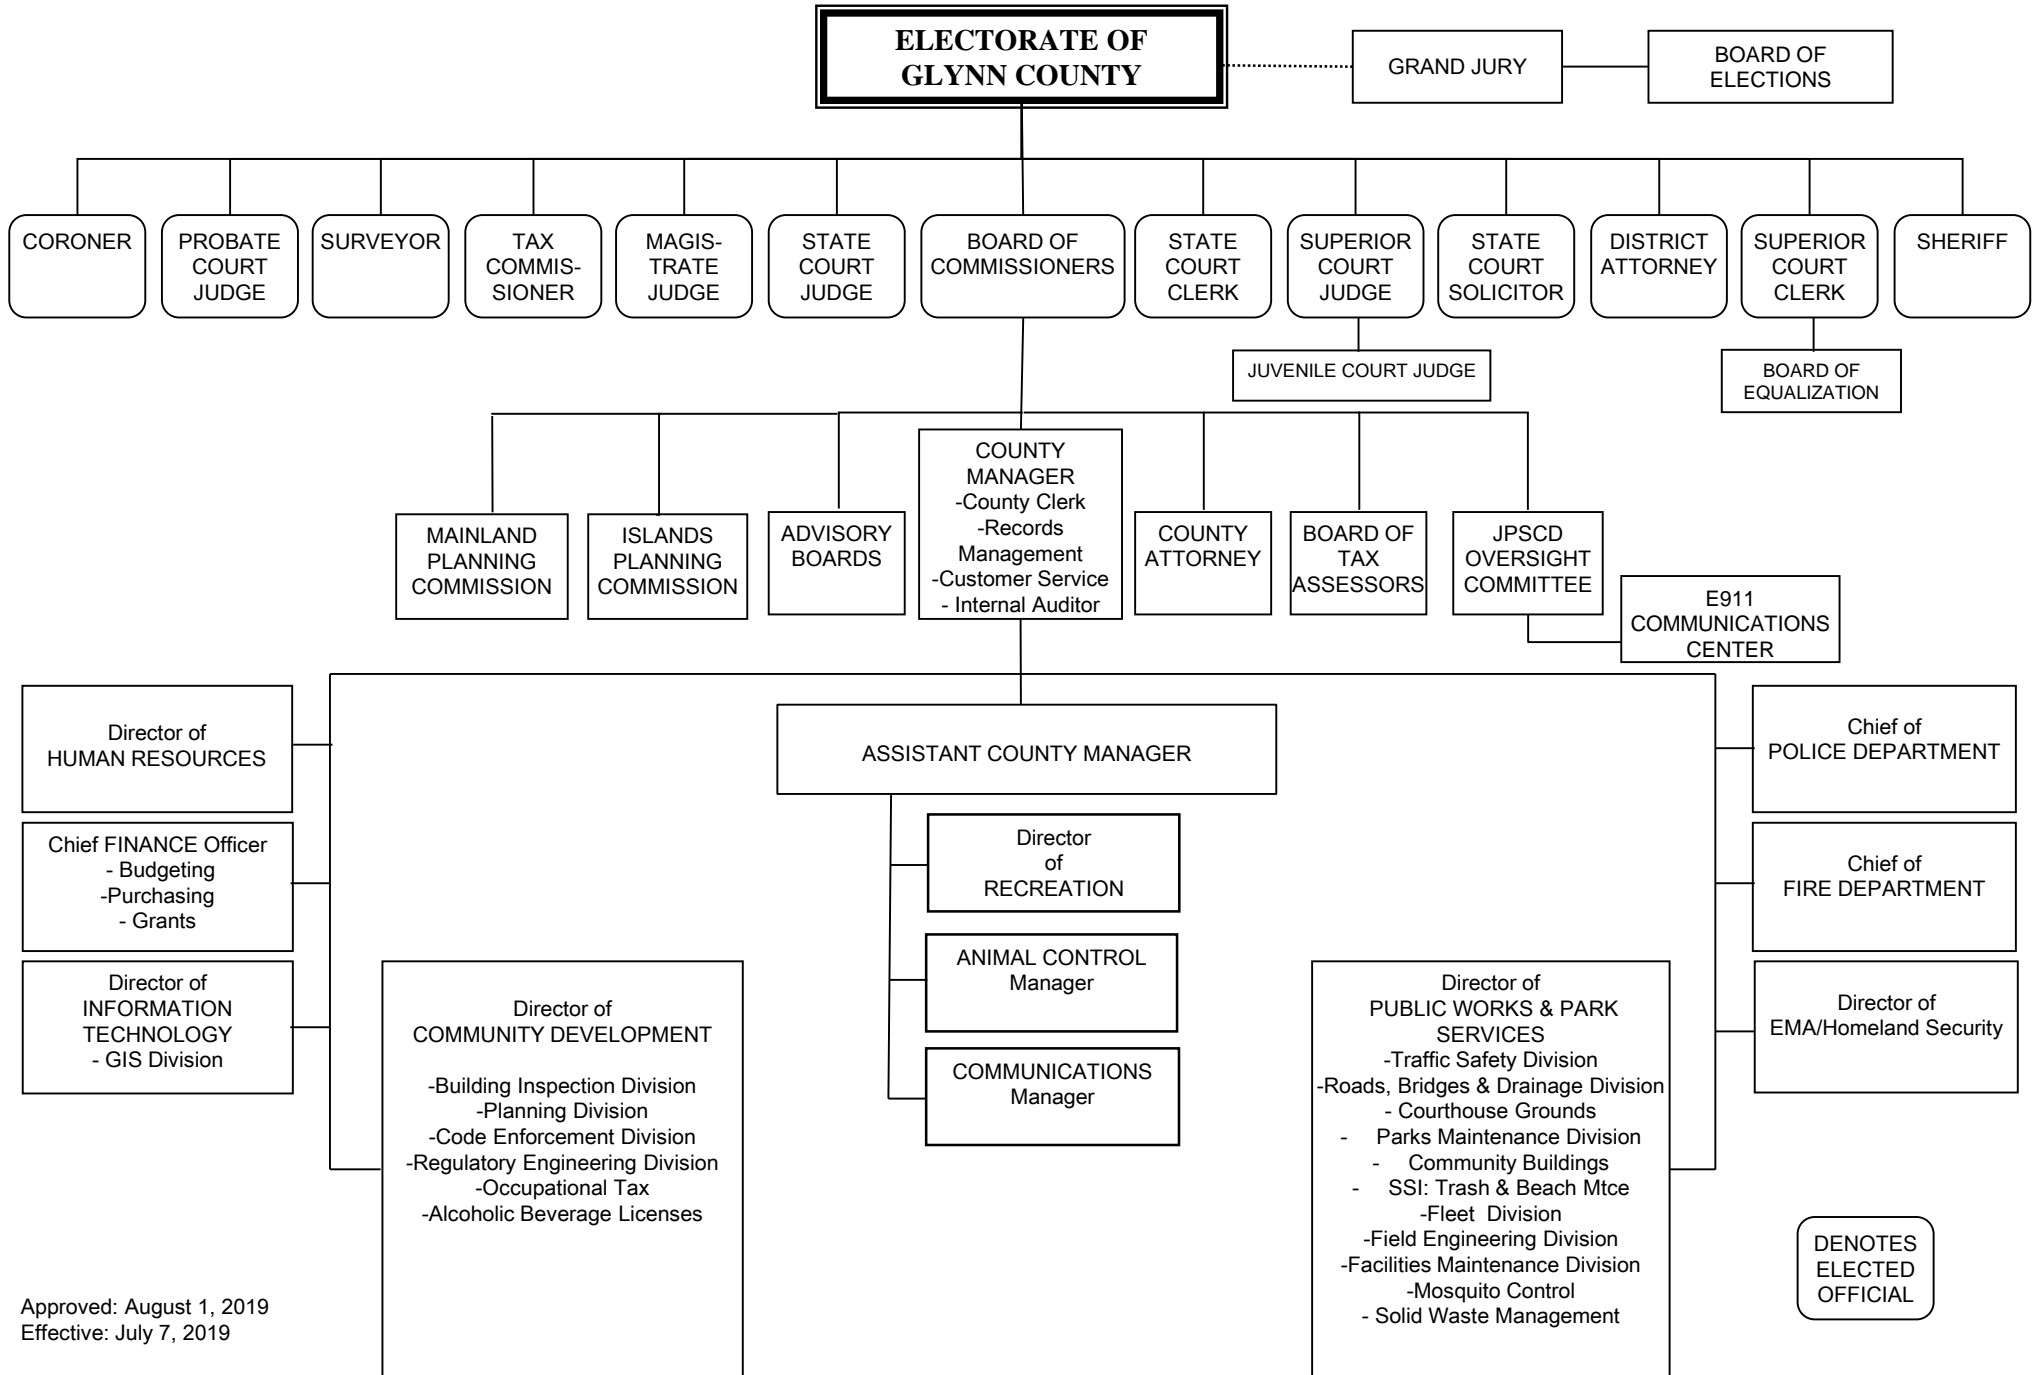 ELECTORATE OF
GLYNN COUNTY
GRAND JURY
BOARD OF
ELECTIONS
CORONER
PROBATE
COURT
JUDGE
SURVEYOR
TAX
COMMIS-
SIONER
MAGIS-
TRATE
JUDGE
STATE
COURT
JUDGE
BOARD OF
COMMISSIONERS
STATE
COURT
CLERK
SUPERIOR
COURT
JUDGE
STATE
COURT
SOLICITOR
DISTRICT
ATTORNEY
SUPERIOR
COURT
CLERK
SHERIFF
JUVENILE COURT JUDGE
BOARD OF
EQUALIZATION
MAINLAND
PLANNING
COMMISSION
ISLANDS
PLANNING
COMMISSION
ADVISORY
BOARDS
COUNTY
MANAGER
-County Clerk
-Records
Management
-Customer Service
- Internal Auditor
COUNTY
ATTORNEY
BOARD OF
TAX
ASSESSORS
JPSCD
OVERSIGHT
COMMITTEE
E911
COMMUNICATIONS
CENTER
Director of
HUMAN RESOURCES
Chief FINANCE Officer
- Budgeting
-Purchasing
- Grants
Director of
INFORMATION
TECHNOLOGY
- GIS Division
Director of
COMMUNITY DEVELOPMENT
-Building Inspection Division
-Planning Division
-Code Enforcement Division
-Regulatory Engineering Division
-Occupational Tax
-Alcoholic Beverage Licenses
ASSISTANT COUNTY MANAGER
Director
of
RECREATION
ANIMAL CONTROL
Manager
COMMUNICATIONS
Manager
Director of
PUBLIC WORKS & PARK
SERVICES
-Traffic Safety Division
-Roads, Bridges & Drainage Division
- Courthouse Grounds
- Parks Maintenance Division
- Community Buildings
- SSI: Trash & Beach Mtce
-Fleet Division
-Field Engineering Division
-Facilities Maintenance Division
-Mosquito Control
- Solid Waste Management
Chief of
POLICE DEPARTMENT
Chief of
FIRE DEPARTMENT
Director of
EMA/Homeland Security
DENOTES
ELECTED
OFFICIAL
Approved: August 1, 2019
Effective: July 7, 2019